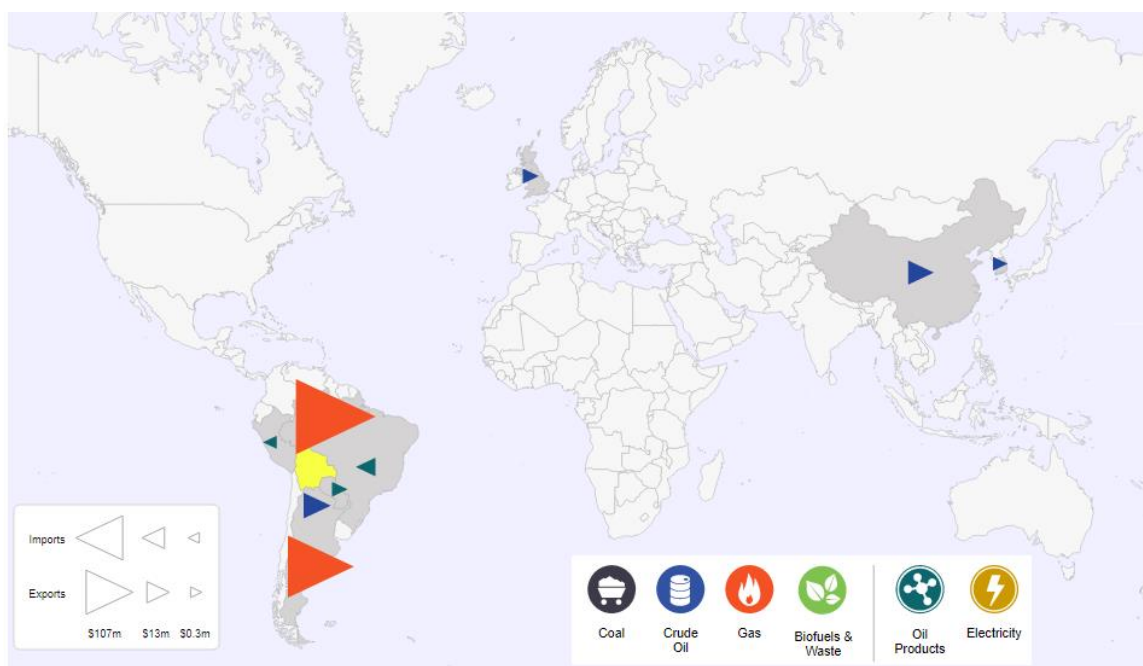 Imports
Exports
$107m $13m $0.3m
Coal
Crude
Oil
Gas
Biofuels &
Waste
Oil
Products
Electricity